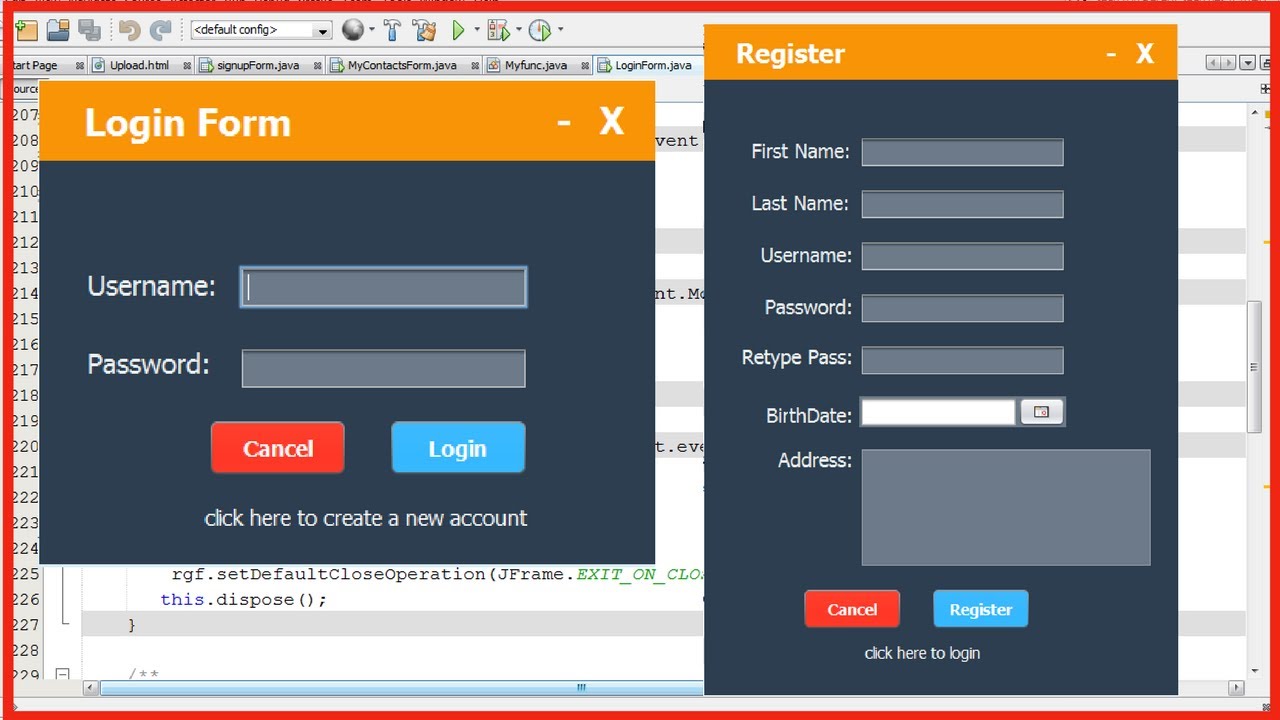 <default config>
art Page
Upload.html
signupForm.java
MyContactsForm.java
Myfunc.java
LoginForm.java
Login Form
- X
Username:
Password:
Cancel
Login
click here to create a new account
Register
- X
First Name:
Last Name:
Username:
Password:
Retype Pass:
BirthDate:
Address:
Cancel
Register
click here to login
207
208 vent
209
210
211
212
213
214 nt.Mo
215
216
217
218
219
220 t.eve
221
222
223
224
225 rgf.setDefaultCloseOperation(JFrame.EXIT_ON_CLOS
226 this.dispose();
227 }
228
229 /**